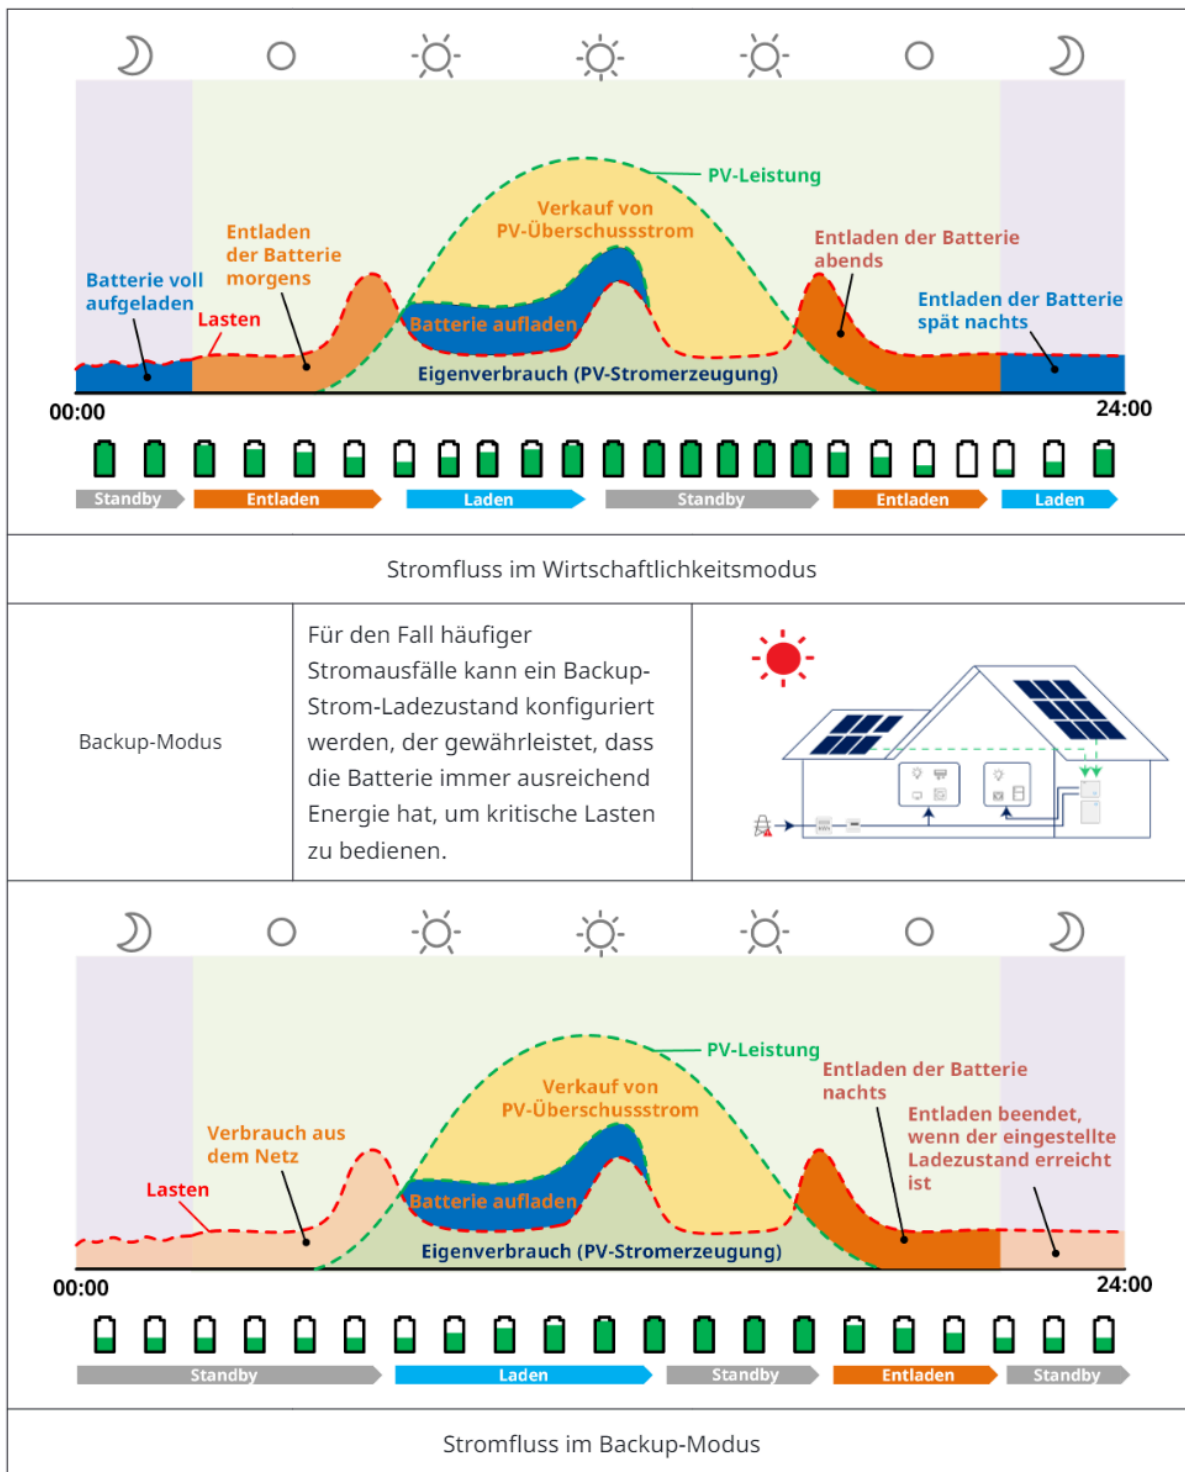 PV-Leistung
Verkauf von
PV-Überschussstrom
Entladen
der Batterie
morgens
Entladen der Batterie
abends
Batterie voll
aufgeladen
Entladen der Batterie
spät nachts
Lasten
Batterie aufladen
Eigenverbrauch (PV-Stromerzeugung)
00:00
24:00
Standby
Entladen
Laden
Standby
Entladen
Laden
Stromfluss im Wirtschaftlichkeitsmodus
Backup-Modus
Für den Fall häufiger
Stromausfälle kann ein Backup-
Strom-Ladezustand konfiguriert
werden, der gewährleistet, dass
die Batterie immer ausreichend
Energie hat, um kritische Lasten
zu bedienen.
PV-Leistung
Verkauf von
PV-Überschussstrom
Entladen der Batterie
nachts
Entladen beendet,
wenn der eingestellte
Ladezustand erreicht
ist
Verbrauch aus
dem Netz
Lasten
Batterie aufladen
Eigenverbrauch (PV-Stromerzeugung)
00:00
24:00
Standby
Laden
Standby
Entladen
Standby
Stromfluss im Backup-Modus